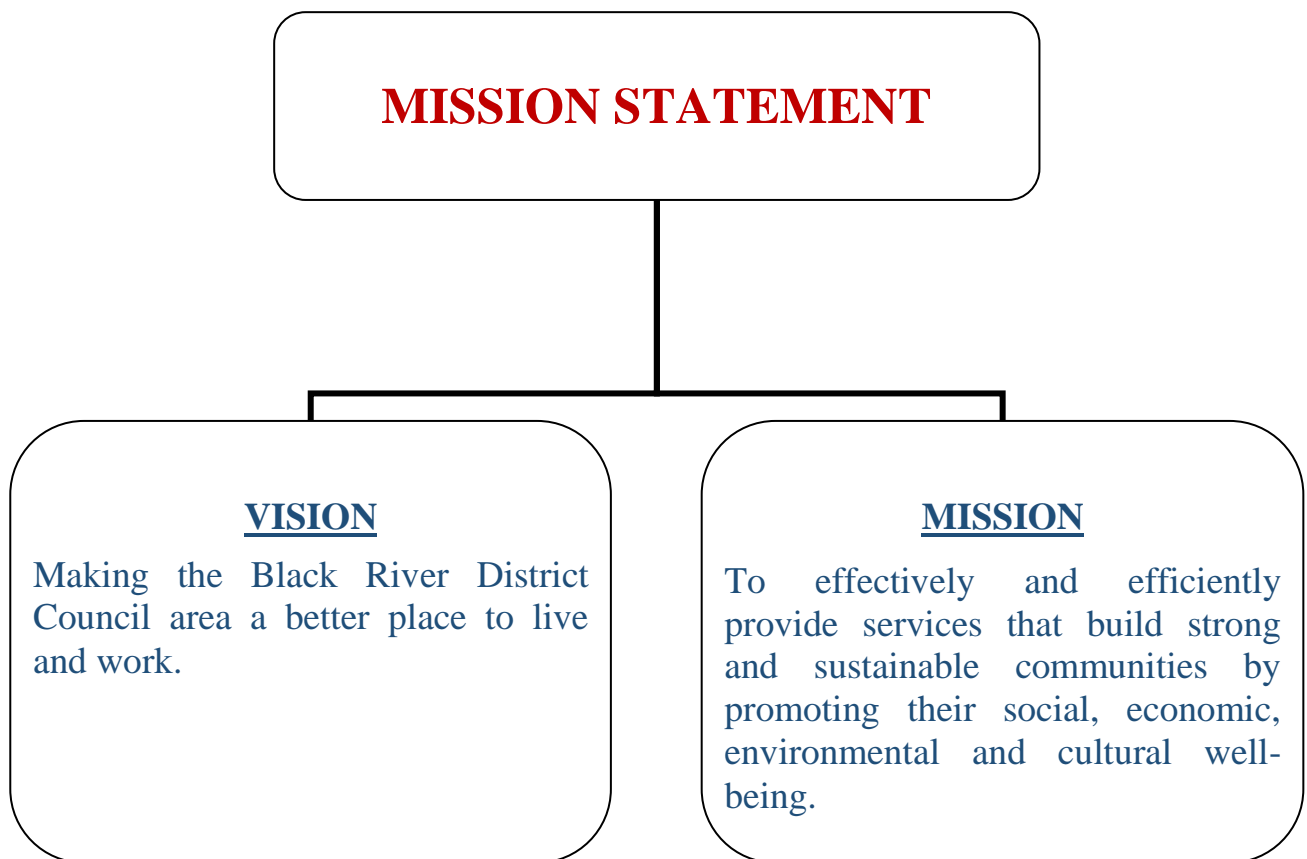 MISSION STATEMENT
VISION
Making the Black River District
Council area a better place to live
and work.
MISSION
To effectively and efficiently
provide services that build strong
and sustainable communities by
promoting their social, economic,
environmental and cultural well-
being.